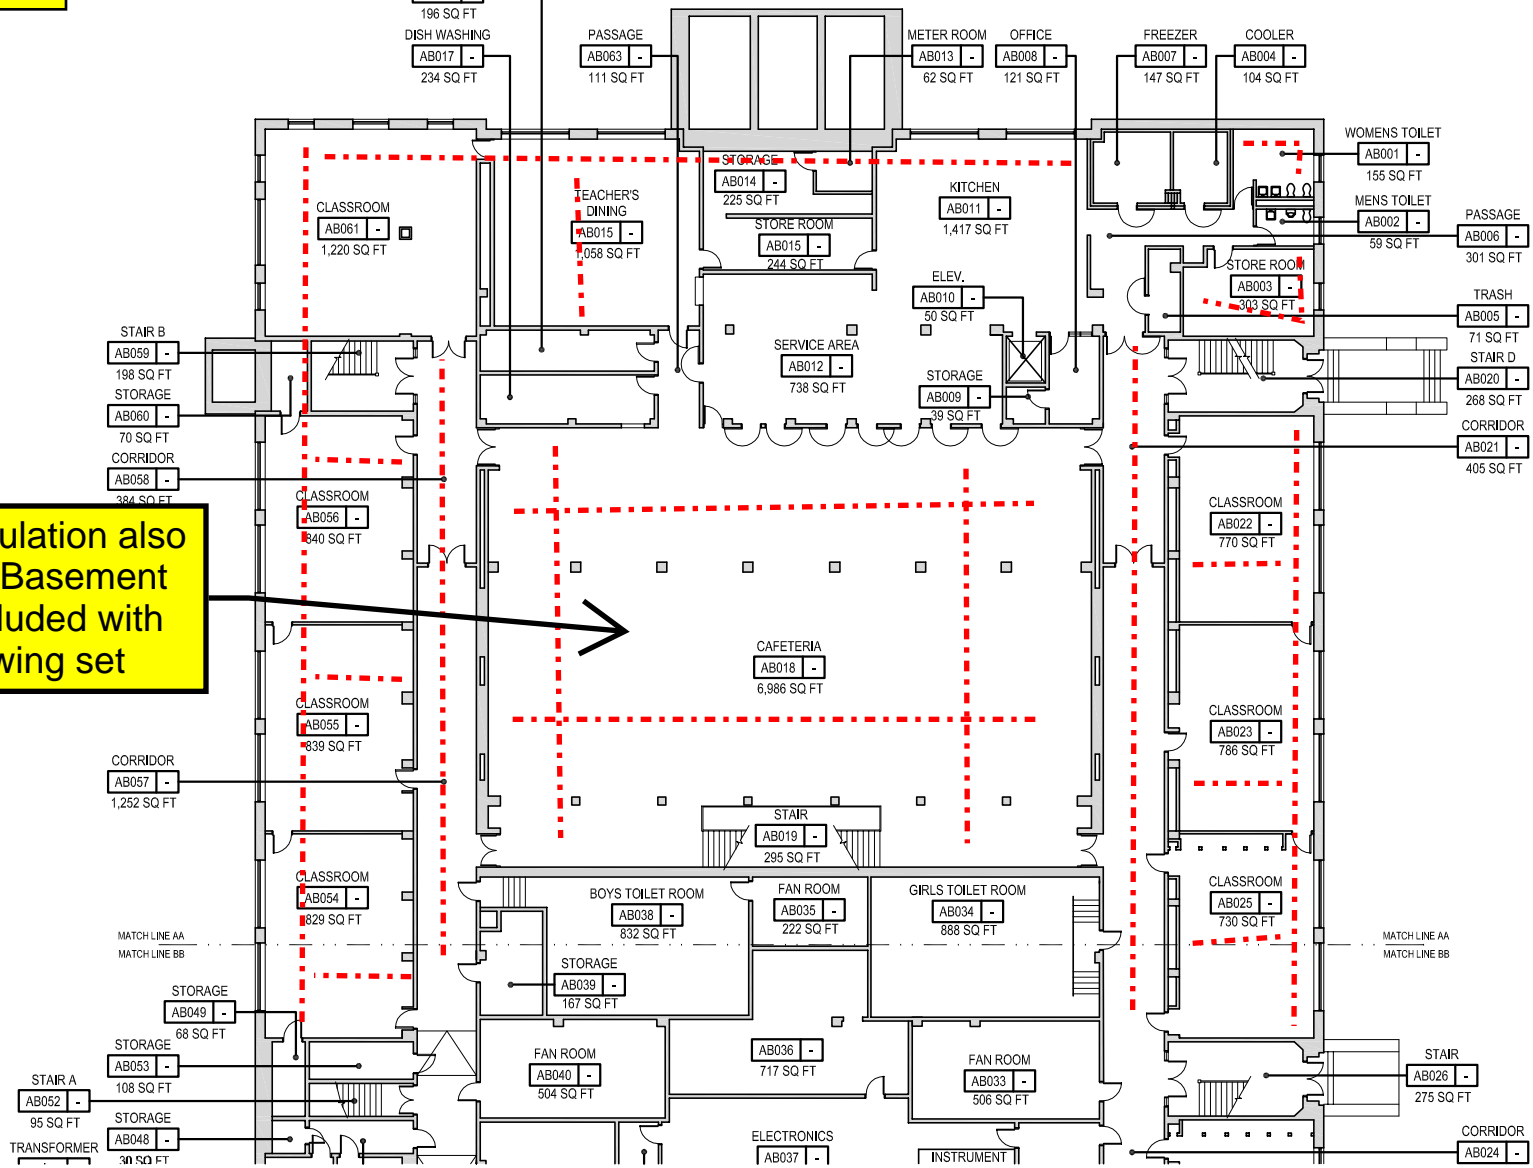 196 SQ FT
DISH WASHING
AB017 -
234 SQ FT
PASSAGE
AB063 -
111 SQ FT
METER ROOM
AB013 -
62 SQ FT
OFFICE
AB008 -
121 SQ FT
FREEZER
AB007 -
147 SQ FT
COOLER
AB004 -
104 SQ FT
WOMENS TOILET
AB001 -
155 SQ FT
MENS TOILET
AB002 -
59 SQ FT
PASSAGE
AB006 -
301 SQ FT
CLASSROOM
AB061 -
1,220 SQ FT
TEACHER'S
DINING
AB015 -
1,058 SQ FT
STORAGE
AB014 -
225 SQ FT
STORE ROOM
AB015 -
244 SQ FT
KITCHEN
AB011 -
1,417 SQ FT
STORE ROOM
AB003 -
303 SQ FT
ELEV.
AB010 -
50 SQ FT
TRASH
AB005 -
71 SQ FT
STAIR B
AB059 -
198 SQ FT
SERVICE AREA
AB012 -
738 SQ FT
STORAGE
AB009 -
39 SQ FT
STAIR D
AB020 -
268 SQ FT
STORAGE
AB060 -
70 SQ FT
CORRIDOR
AB058 -
384 SQ FT
CORRIDOR
AB021 -
405 SQ FT
CLASSROOM
AB056 -
840 SQ FT
CLASSROOM
AB022 -
770 SQ FT
ulation also
Basement
luded with
wing set
CAFETERIA
AB018 -
6,986 SQ FT
CLASSROOM
AB055 -
839 SQ FT
CLASSROOM
AB023 -
786 SQ FT
CORRIDOR
AB057 -
1,252 SQ FT
STAIR
AB019 -
295 SQ FT
CLASSROOM
AB054 -
829 SQ FT
BOYS TOILET ROOM
AB038 -
832 SQ FT
FAN ROOM
AB035 -
222 SQ FT
GIRLS TOILET ROOM
AB034 -
888 SQ FT
CLASSROOM
AB025 -
730 SQ FT
MATCH LINE AA
MATCH LINE BB
MATCH LINE AA
MATCH LINE BB
STORAGE
AB039 -
167 SQ FT
STORAGE
AB049 -
68 SQ FT
STORAGE
AB053 -
108 SQ FT
FAN ROOM
AB040 -
504 SQ FT
AB036 -
717 SQ FT
FAN ROOM
AB033 -
506 SQ FT
STAIR
AB026 -
275 SQ FT
STAIR A
AB052 -
95 SQ FT
STORAGE
AB048 -
30 SQ FT
TRANSFORMER
ELECTRONICS
AB037 -
INSTRUMENT
CORRIDOR
AB024 -